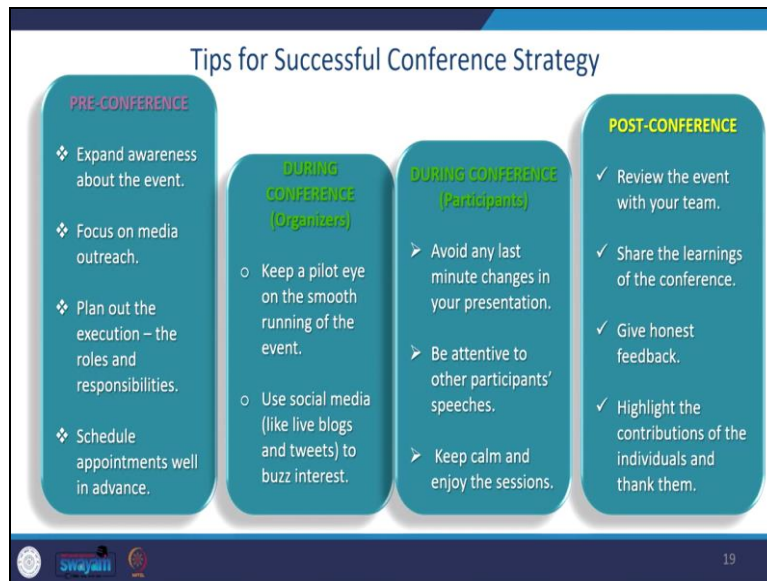 Tips for Successful Conference Strategy
PRE-CONFERENCE
❖ Expand awareness
about the event.
❖ Focus on media
outreach.
❖ Plan out the
execution – the
roles and
responsibilities.
❖ Schedule
appointments well
in advance.
DURING
CONFERENCE
(Organizers)
o Keep a pilot eye
on the smooth
running of the
event.
o Use social media
(like live blogs
and tweets) to
buzz interest.
DURING CONFERENCE
(Participants)
➢ Avoid any last
minute changes in
your presentation.
➢ Be attentive to
other participants’
speeches.
➢ Keep calm and
enjoy the sessions.
POST-CONFERENCE
✓ Review the event
with your team.
✓ Share the learnings
of the conference.
✓ Give honest
feedback.
✓ Highlight the
contributions of the
individuals and
thank them.
swayam
19